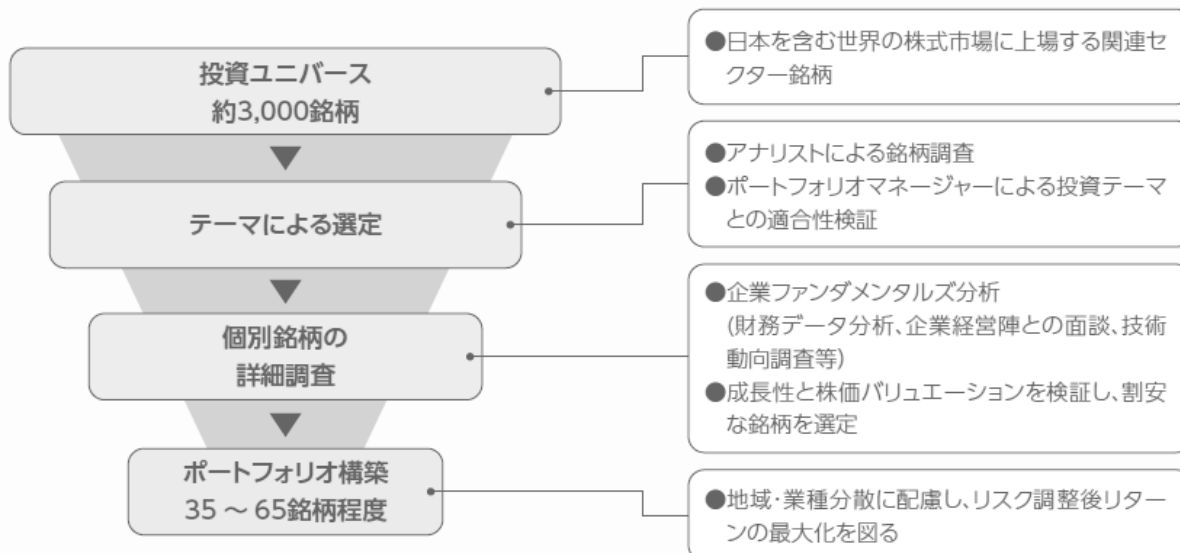 投資ユニバース
約3,000銘柄
●日本を含む世界の株式市場に上場する関連セ
クター銘柄
テーマによる選定
●アナリストによる銘柄調査
●ポートフォリオマネージャーによる投資テーマ
との適合性検証
個別銘柄の
詳細調査
●企業ファンダメンタルズ分析
(財務データ分析、企業経営陣との面談、技術
動向調査等)
●成長性と株価バリュエーションを検証し、割安
な銘柄を選定
ポートフォリオ構築
35 ～ 65銘柄程度
●地域・業種分散に配慮し、リスク調整後リター
ンの最大化を図る